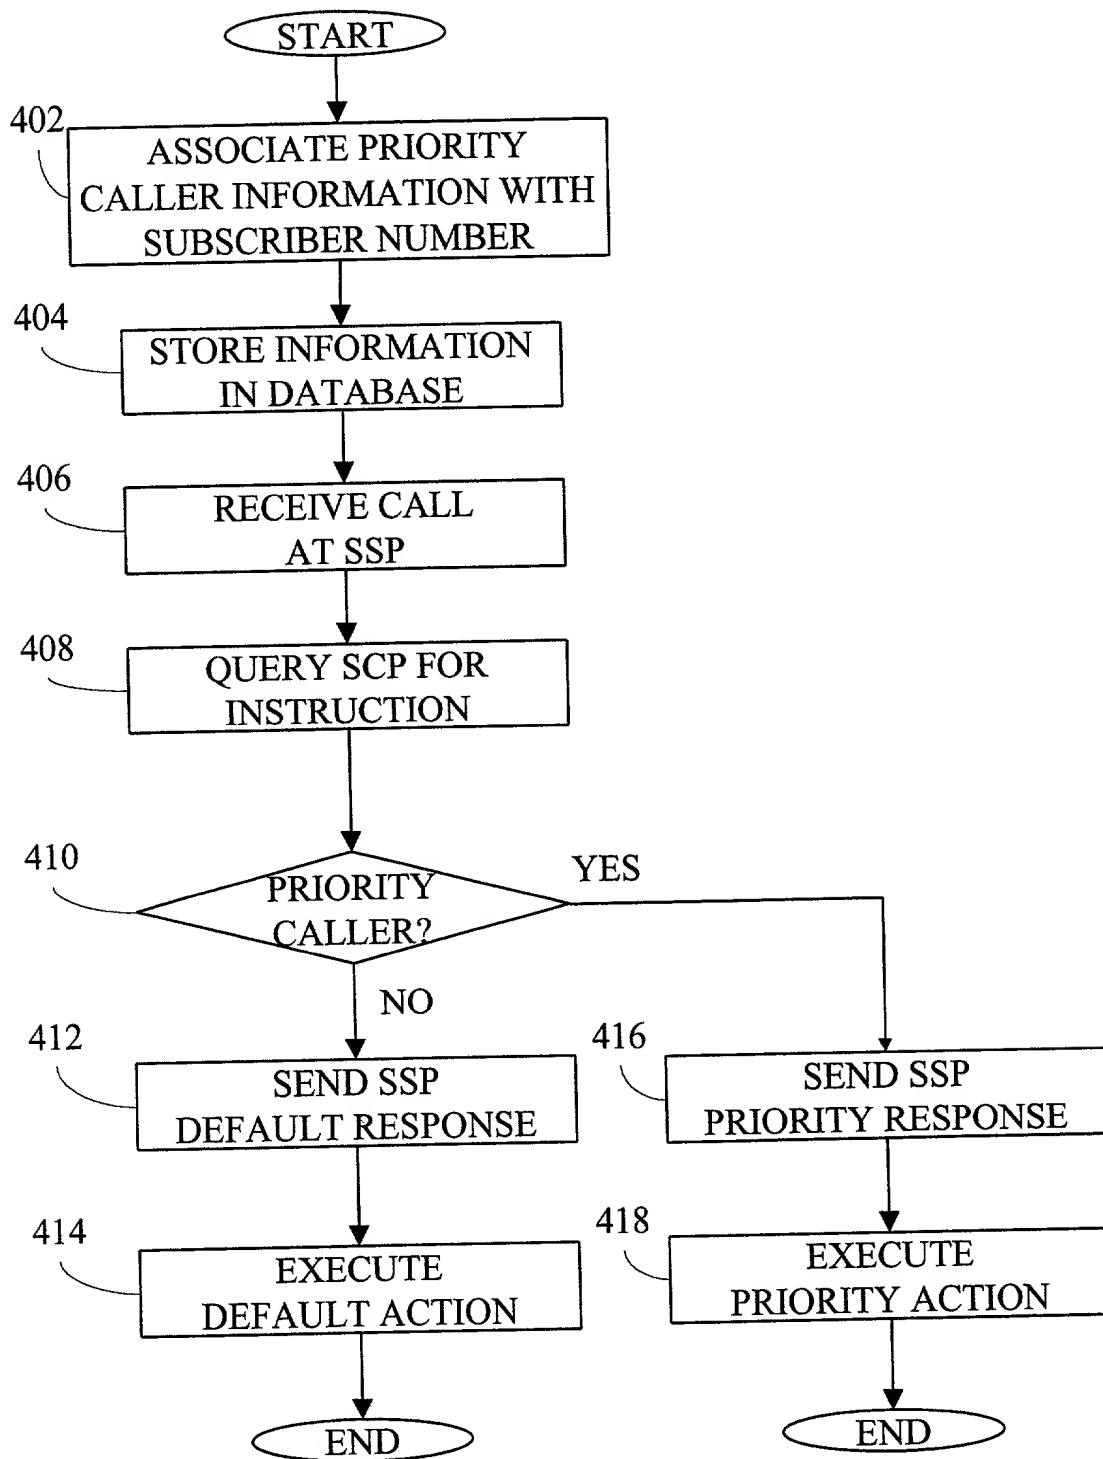 START
402
ASSOCIATE PRIORITY
CALLER INFORMATION WITH
SUBSCRIBER NUMBER
404
STORE INFORMATION
IN DATABASE
406
RECEIVE CALL
AT SSP
408
QUERY SCP FOR
INSTRUCTION
410
PRIORITY
CALLER?
YES
NO
412
SEND SSP
DEFAULT RESPONSE
416
SEND SSP
PRIORITY RESPONSE
414
EXECUTE
DEFAULT ACTION
418
EXECUTE
PRIORITY ACTION
END
END